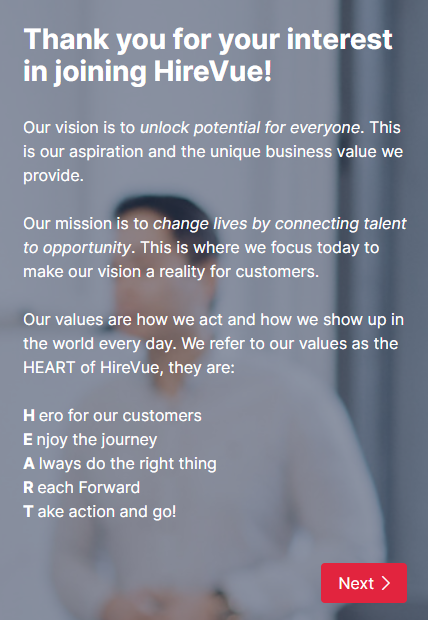 Thank you for your interest
in joining HireVue!
Our vision is to unlock potential for everyone. This
is our aspiration and the unique business value we
provide.
Our mission is to change lives by connecting talent
to opportunity. This is where we focus today to
make our vision a reality for customers.
Our values are how we act and how we show up in
the world every day. We refer to our values as the
HEART of HireVue, they are:
H ero for our customers
E njoy the journey
A lways do the right thing
R each Forward
T ake action and go!
Next